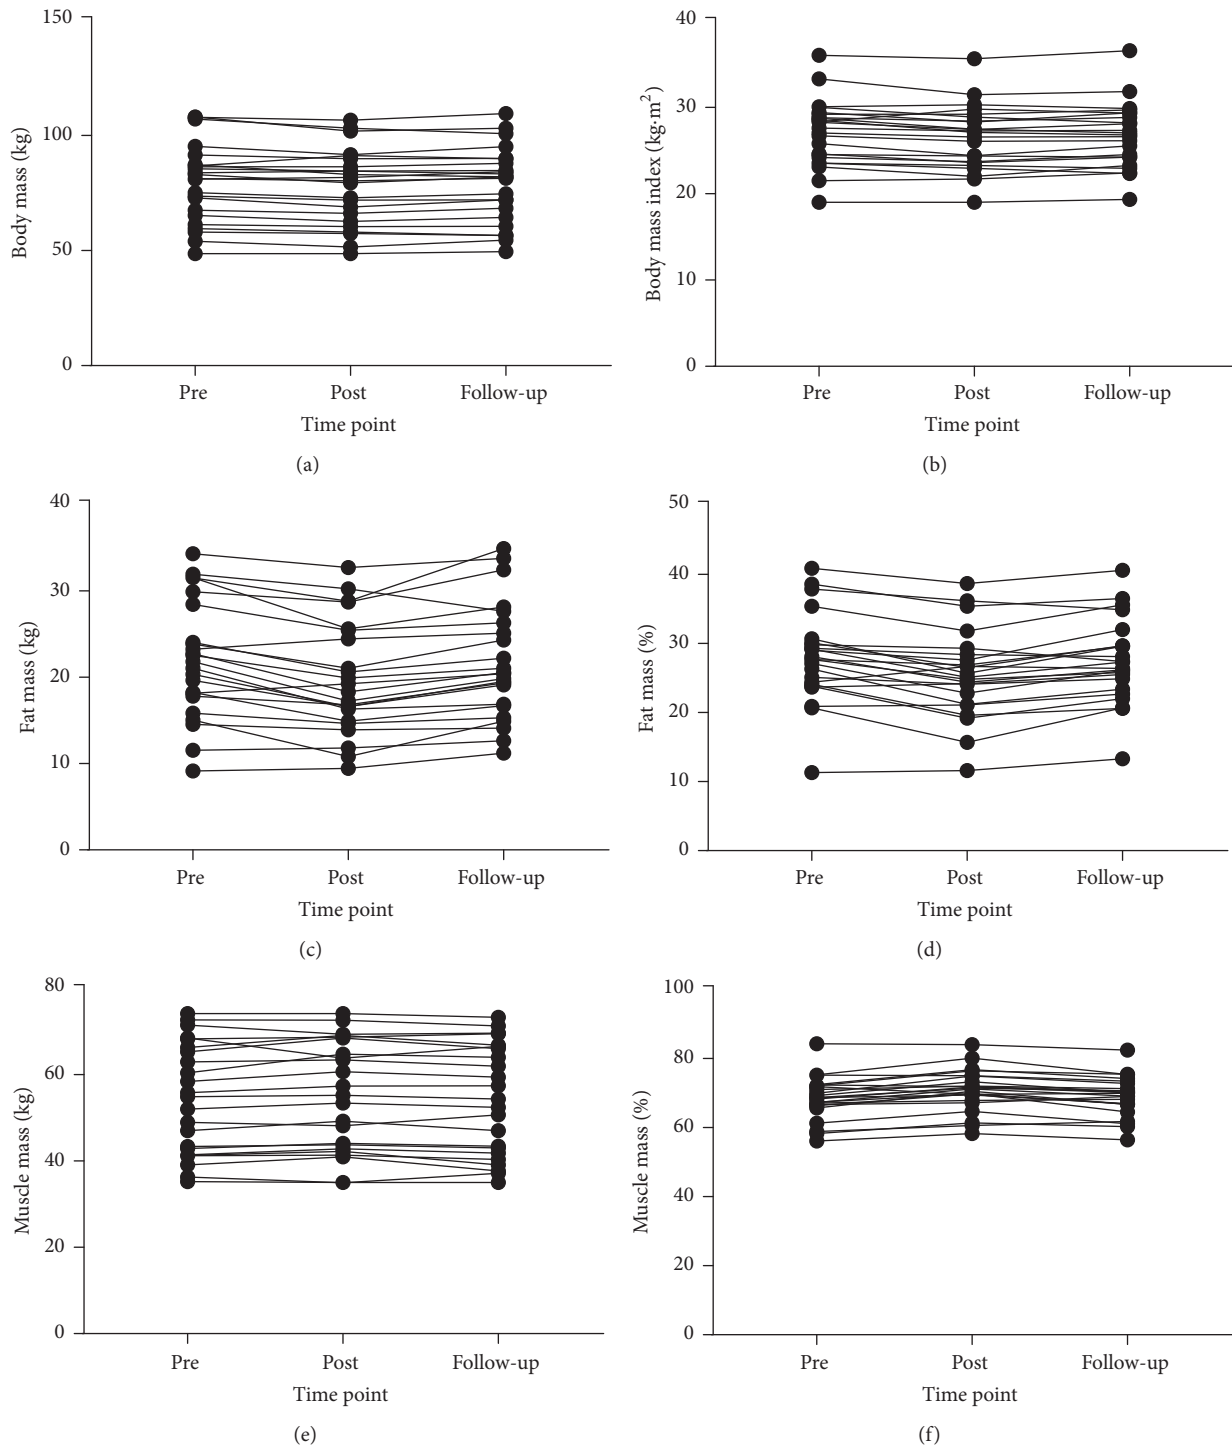 Body mass (kg)
150
100
50
0
Pre Post Follow-up
Time point
(a)
Body mass index (kg·m²)
40
30
20
10
0
Pre Post Follow-up
Time point
(b)
Fat mass (kg)
40
30
20
10
0
Pre Post Follow-up
Time point
(c)
Fat mass (%)
50
40
30
20
10
0
Pre Post Follow-up
Time point
(d)
Muscle mass (kg)
80
60
40
20
0
Pre Post Follow-up
Time point
(e)
Muscle mass (%)
100
80
60
40
20
0
Pre Post Follow-up
Time point
(f)